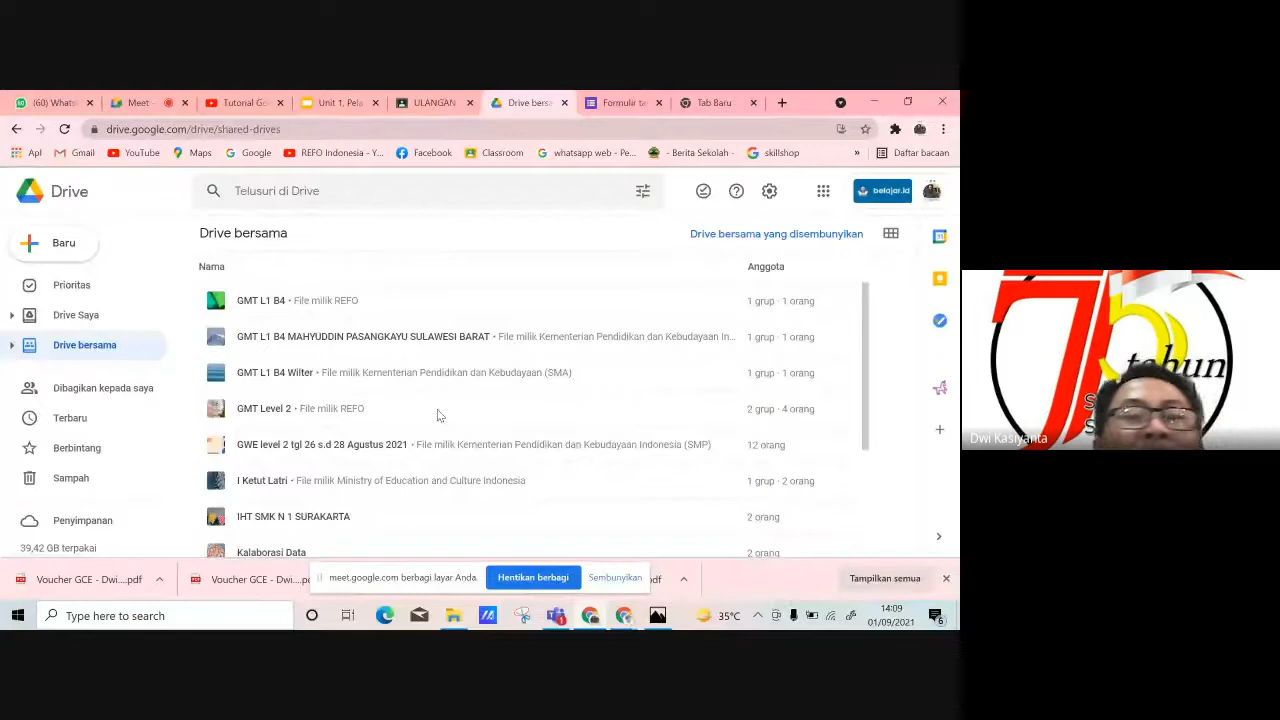 (60) Whats
Meet -
Tutorial Go
Unit 1. Pela
ULANGAN
Drive bersa
Formulir ta
Tab Baru
drive.google.com/drive/shared-drives
Apl
Gmail
YouTube
Maps
Google
REFO Indonesia - Y...
Facebook
Classroom
whatsapp web - Pe...
- Berita Sekolah -
skillshop
»
Daftar bacaan
Drive
Telusuri di Drive
belajar.id
Baru
Drive bersama
Drive bersama yang disembunyikan
Nama
Anggota
Prioritas
Drive Saya
Drive bersama
Dibagikan kepada saya
Terbaru
Berbintang
Sampah
Penyimpanan
39,42 GB terpakai
GMT L1 B4 • File milik REFO
1 grup · 1 orang
GMT L1 B4 MAHYUDDIN PASANGKAYU SULAWESI BARAT • File milik Kementerian Pendidikan dan Kebudayaan In...
1 grup · 1 orang
GMT L1 B4 Wilter • File milik Kementerian Pendidikan dan Kebudayaan (SMA)
1 grup · 1 orang
GMT Level 2 • File milik REFO
2 grup · 4 orang
GWE level 2 tgl 26 s.d 28 Agustus 2021 • File milik Kementerian Pendidikan dan Kebudayaan Indonesia (SMP)
12 orang
I Ketut Latri • File milik Ministry of Education and Culture Indonesia
1 grup · 2 orang
IHT SMK N 1 SURAKARTA
2 orang
Kalaborasi Data
2 orang
Voucher GCE - Dwi....pdf
Voucher GCE - Dwi
meet.google.com berbagi layar Anda.
Hentikan berbagi
Sembunyikan
pdf
Tampilkan semua
Type here to search
35°C
14:09
01/09/2021
6
75
tahun
Dwi Kasiyanta